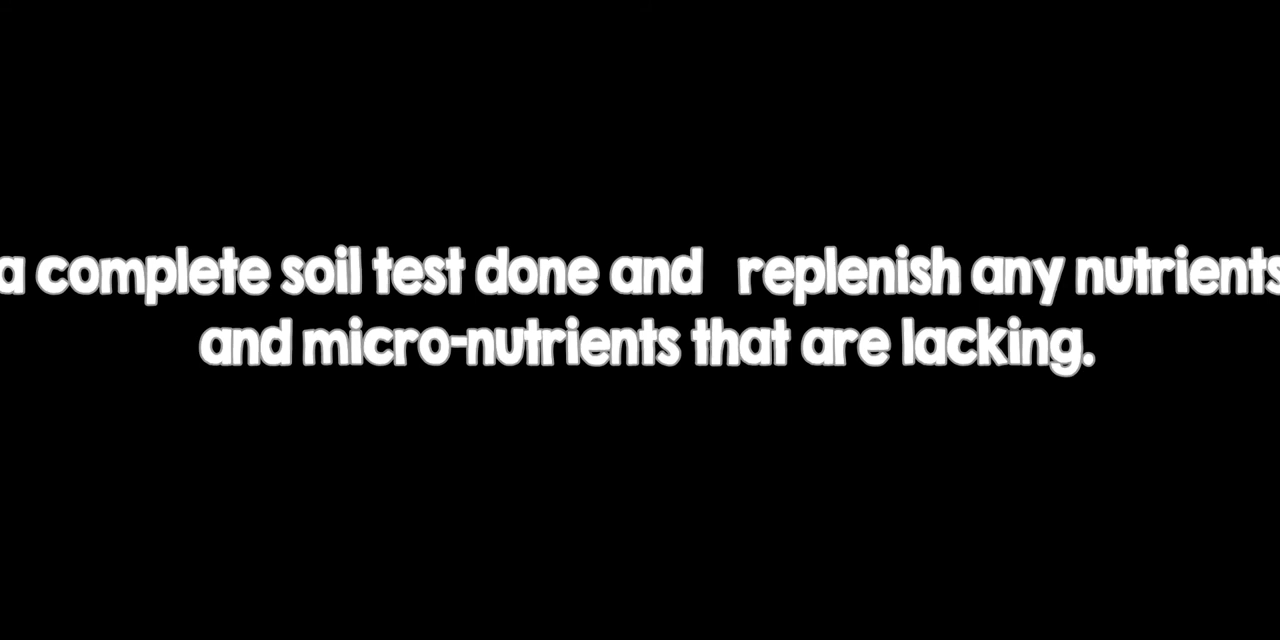 a complete soil test done and   replenish any nutrients
and micro-nutrients that are lacking.